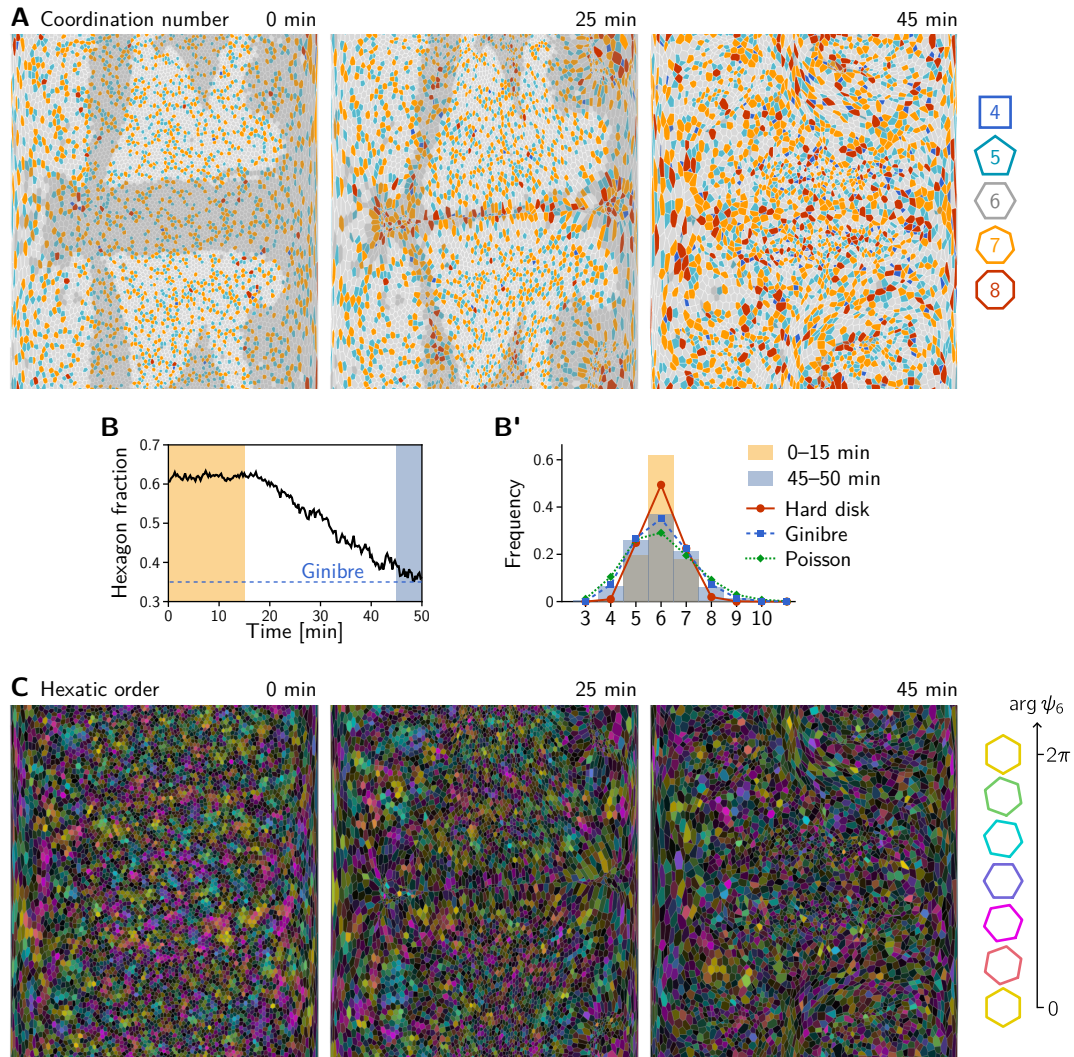 A Coordination number 0 min 25 min 45 min
4
5
6
7
8
B
Hexagon fraction
0.7
0.6
0.5
0.4
0.3
Ginibre
0 10 20 30 40 50
Time [min]
B'
Frequency
0.6
0.4
0.2
0
3 4 5 6 7 8 9 10
0–15 min
45–50 min
Hard disk
Ginibre
Poisson
C Hexatic order 0 min 25 min 45 min
arg ψ₆
2π
0